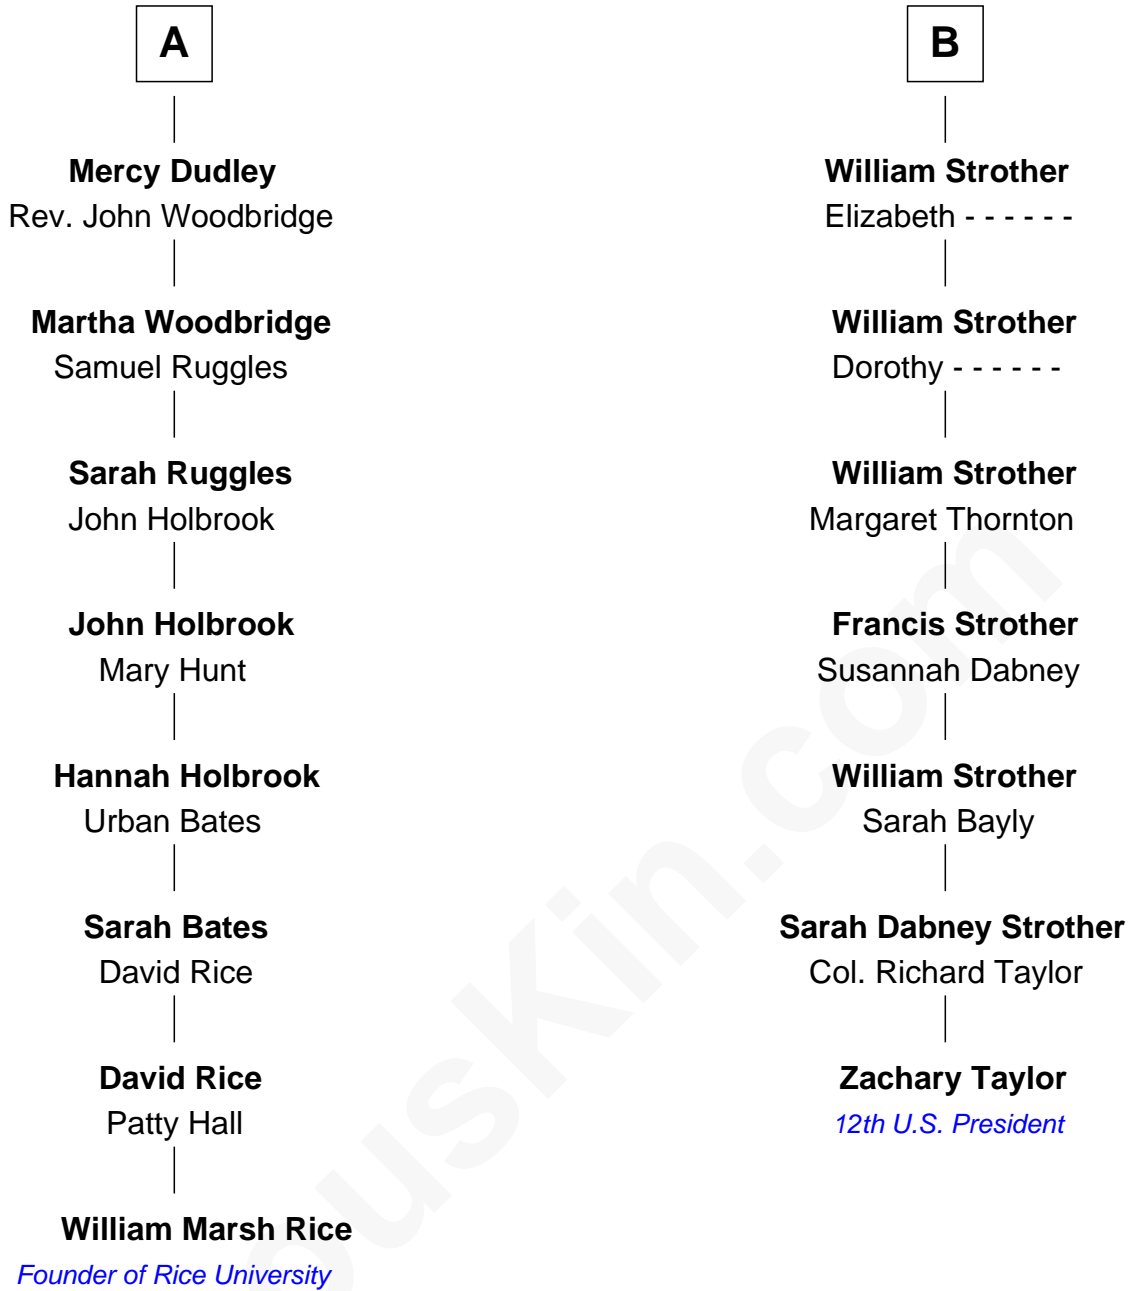 A
Mercy Dudley
Rev. John Woodbridge
Martha Woodbridge
Samuel Ruggles
Sarah Ruggles
John Holbrook
John Holbrook
Mary Hunt
Hannah Holbrook
Urban Bates
Sarah Bates
David Rice
David Rice
Patty Hall
William Marsh Rice
Founder of Rice University
B
William Strother
Elizabeth - - - - - -
William Strother
Dorothy - - - - - -
William Strother
Margaret Thornton
Francis Strother
Susannah Dabney
William Strother
Sarah Bayly
Sarah Dabney Strother
Col. Richard Taylor
Zachary Taylor
12th U.S. President
ousKin.com